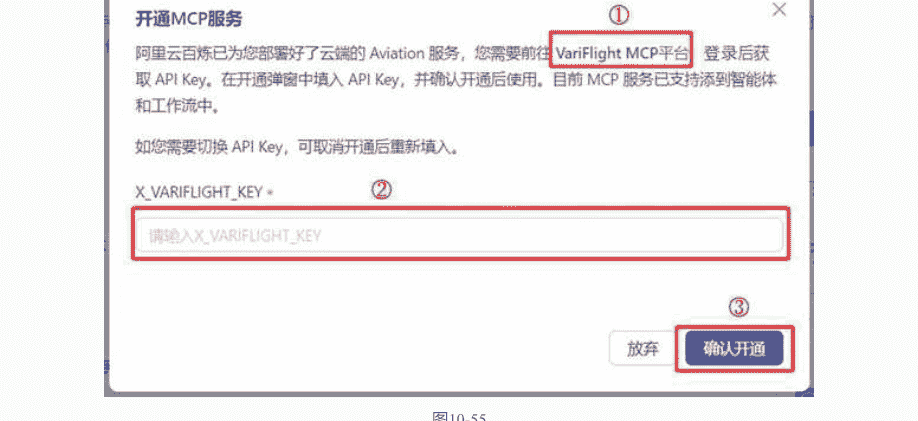 ①
开通MCP服务
阿里云百炼已为您部署好了云端的 Aviation 服务，您需要前往 VariFlight MCP平台 登录后获
取 API Key。在开通弹窗中填入 API Key，并确认开通后使用。目前 MCP 服务已支持添到智能体
和工作流中。
如您需要切换 API Key，可取消开通后重新填入。
X_VARIFLIGHT_KEY *
②
请输入X_VARIFLIGHT_KEY
③
放弃
确认开通
图10-55